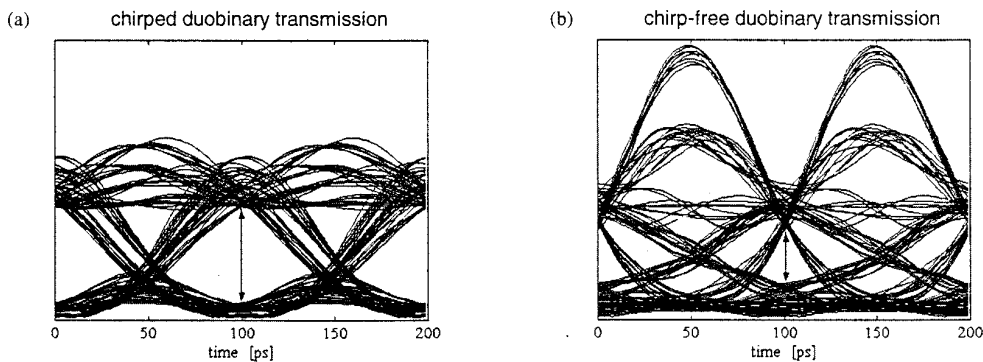 (a) chirped duobinary transmission
0 50 100 150 200
time [ps]
(b) chirp-free duobinary transmission
0 50 100 150 200
time [ps]